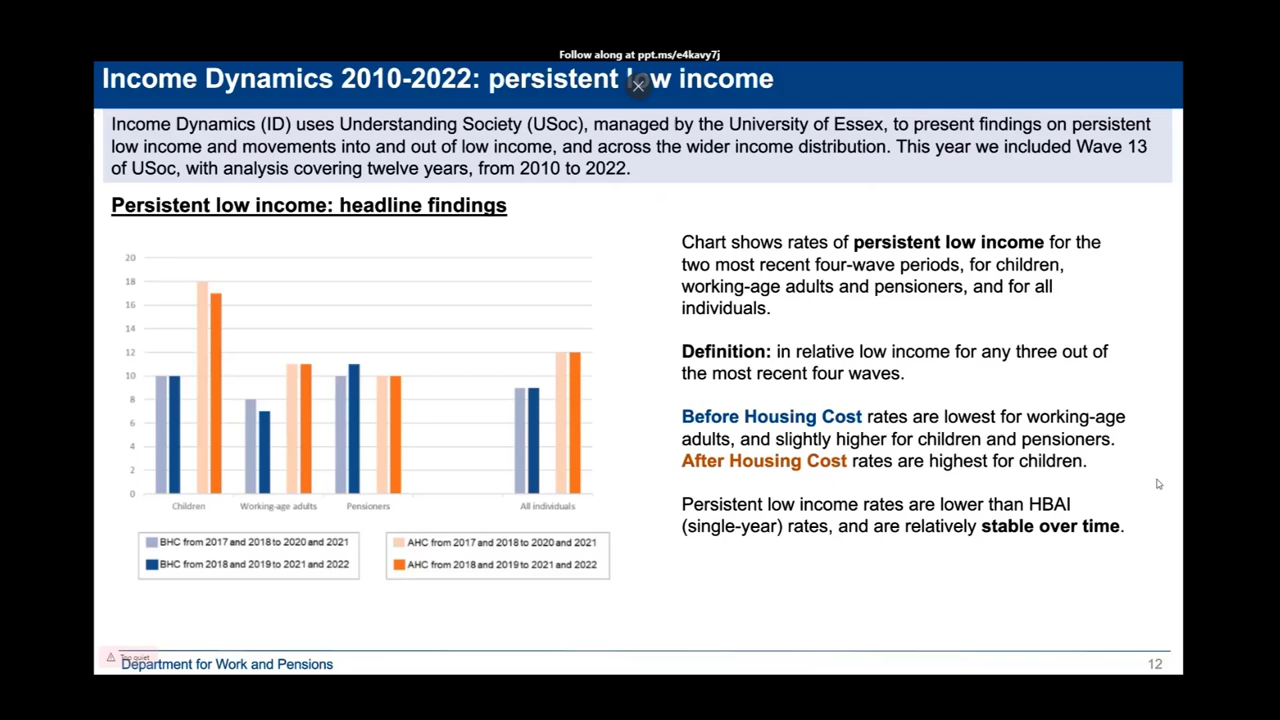 Follow along at ppt.ms/e4kavy7j
Income Dynamics 2010-2022: persistent low income
Income Dynamics (ID) uses Understanding Society (USoc), managed by the University of Essex, to present findings on persistent
low income and movements into and out of low income, and across the wider income distribution. This year we included Wave 13
of USoc, with analysis covering twelve years, from 2010 to 2022.
Persistent low income: headline findings
20
18
16
14
12
10
8
6
4
2
0
Children
Working-age adults
Pensioners
All individuals
BHC from 2017 and 2018 to 2020 and 2021
BHC from 2018 and 2019 to 2021 and 2022
AHC from 2017 and 2018 to 2020 and 2021
AHC from 2018 and 2019 to 2021 and 2022
Chart shows rates of persistent low income for the
two most recent four-wave periods, for children,
working-age adults and pensioners, and for all
individuals.
Definition: in relative low income for any three out of
the most recent four waves.
Before Housing Cost rates are lowest for working-age
adults, and slightly higher for children and pensioners.
After Housing Cost rates are highest for children.
Persistent low income rates are lower than HBAI
(single-year) rates, and are relatively stable over time.
Too quiet
Department for Work and Pensions
12